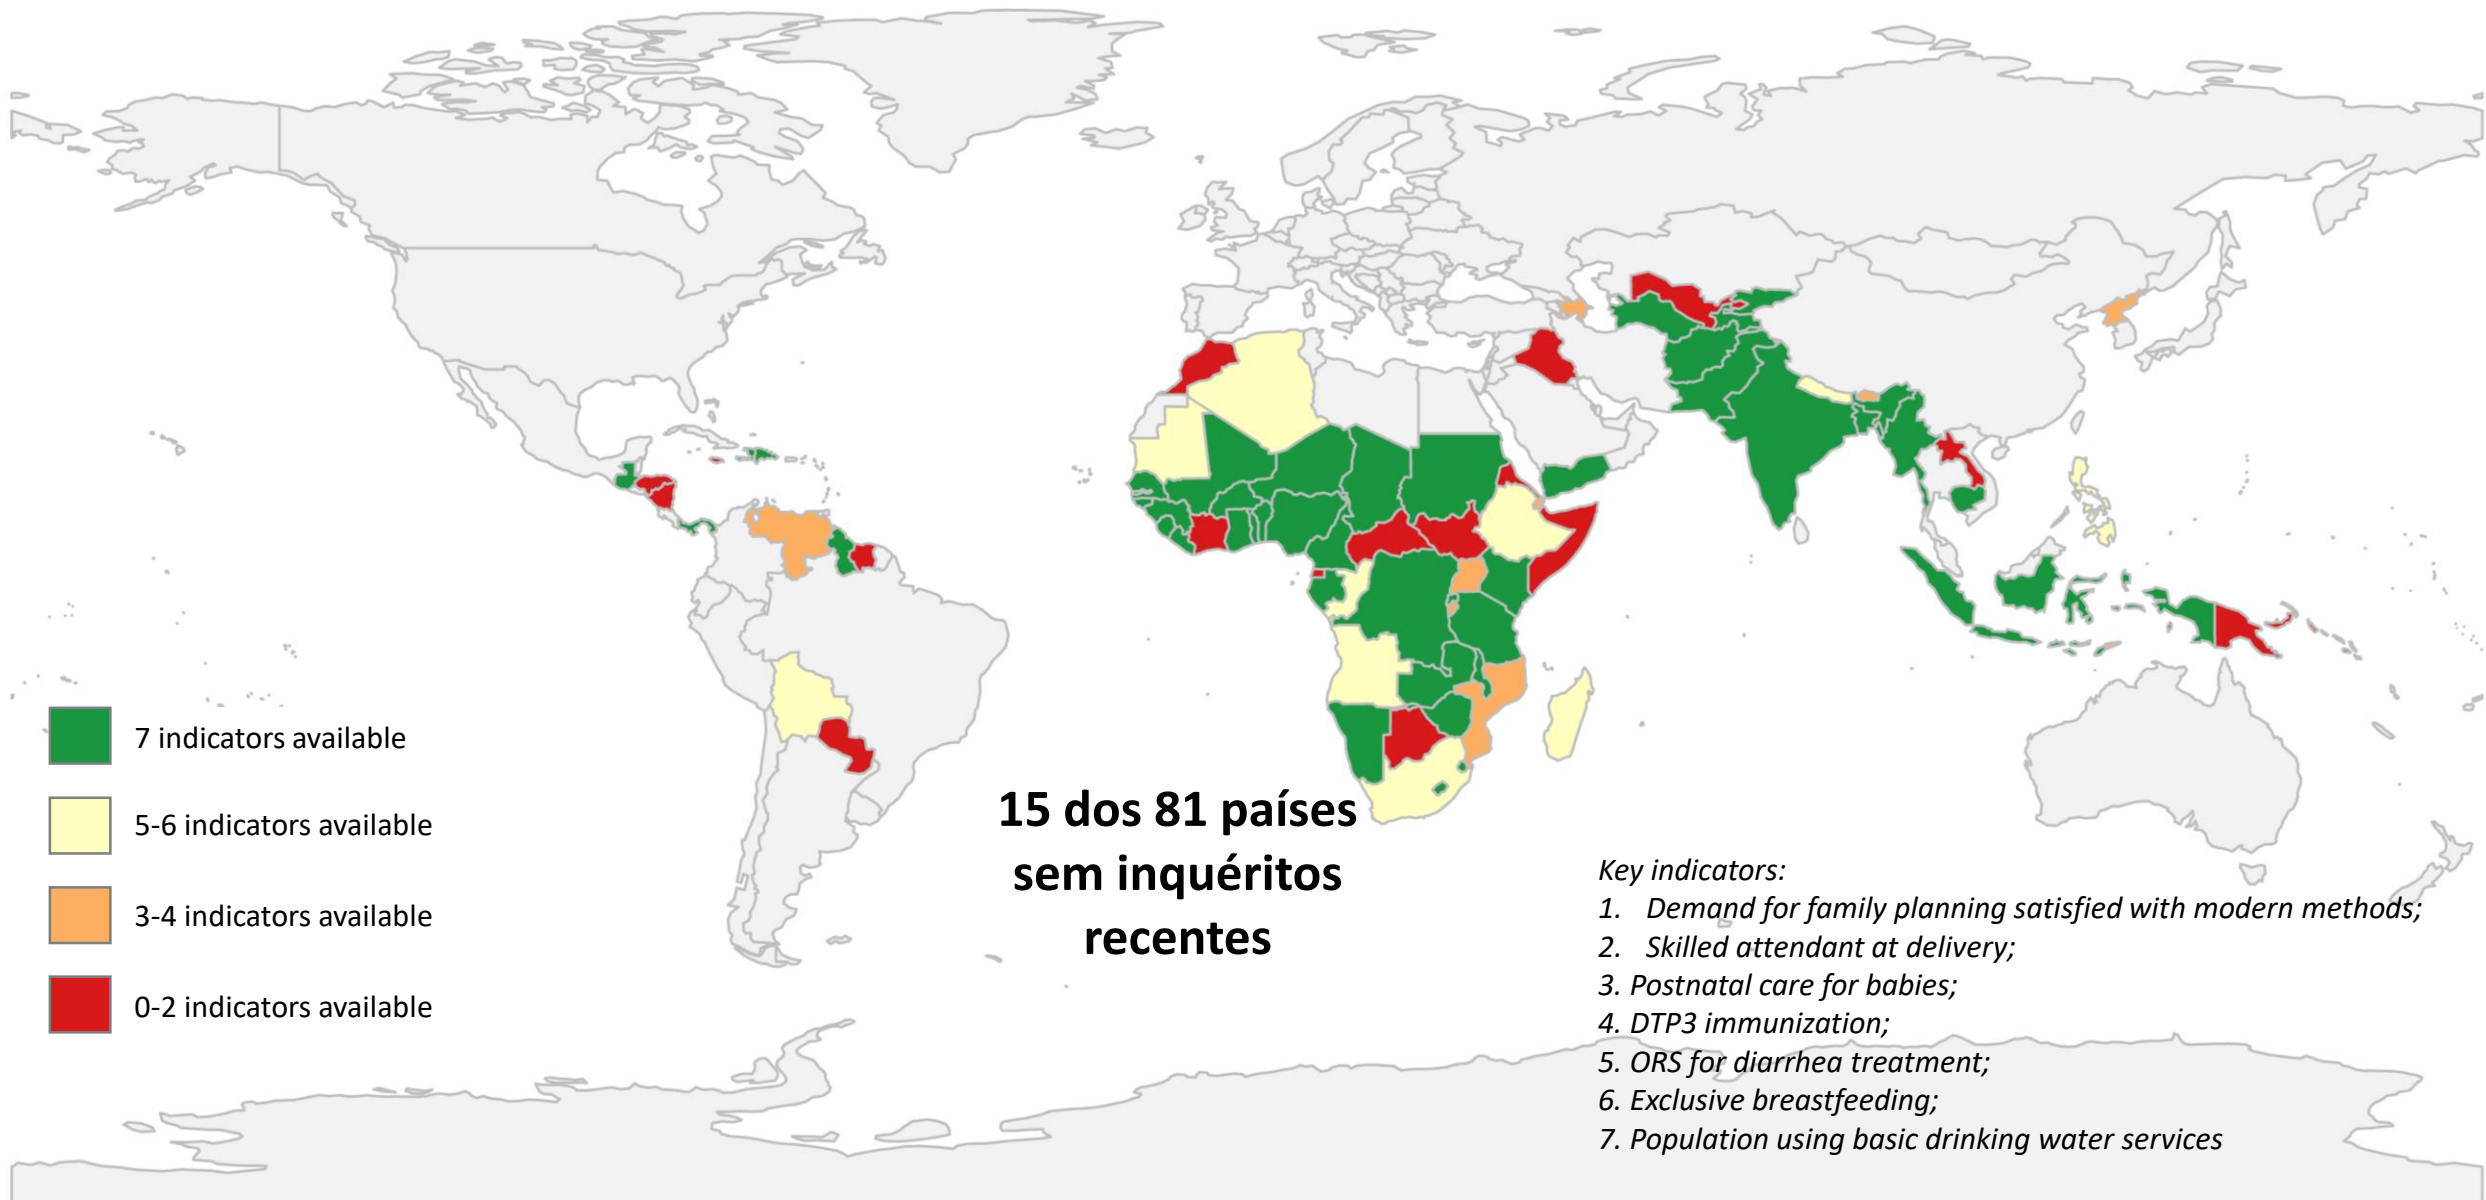 7 indicators available
5-6 indicators available
3-4 indicators available
0-2 indicators available
15 dos 81 países
sem inquéritos
recentes
Key indicators:
1. Demand for family planning satisfied with modern methods;
2. Skilled attendant at delivery;
3. Postnatal care for babies;
4. DTP3 immunization;
5. ORS for diarrhea treatment;
6. Exclusive breastfeeding;
7. Population using basic drinking water services